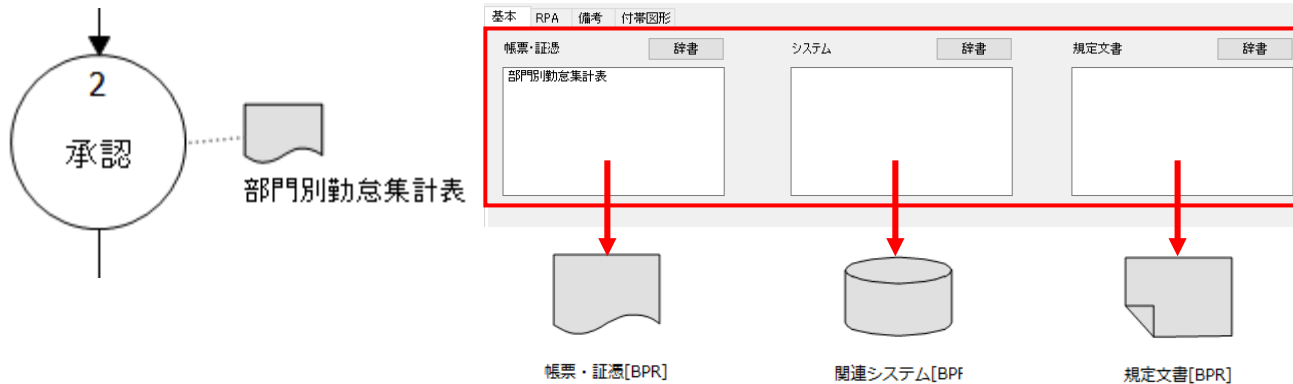 2
承認
部門別勤怠集計表
基本 RPA 備考 付帯図形
帳票・証憑 辞書 システム 辞書 規定文書 辞書
部門別勤怠集計表
帳票・証憑[BPR] 関連システム[BPF 規定文書[BPR]